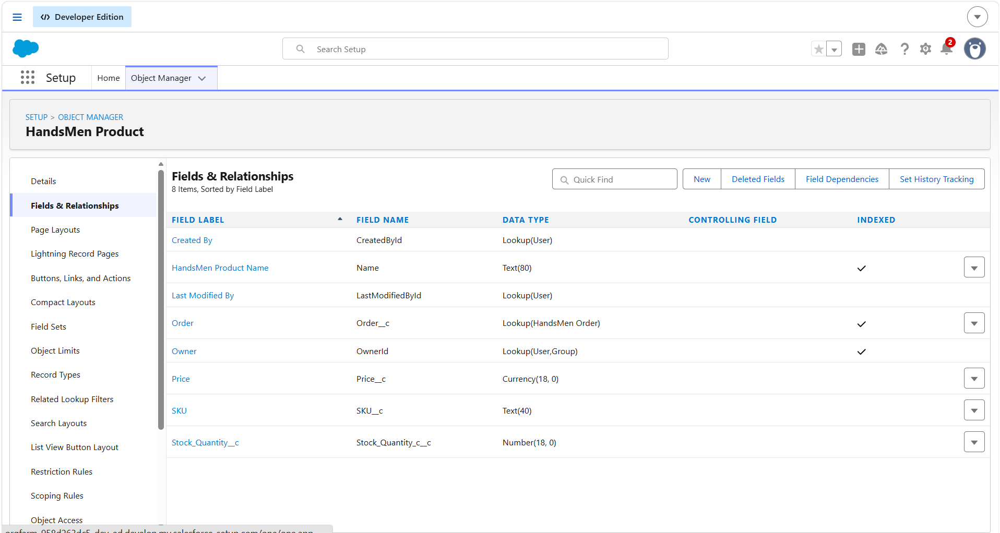 Developer Edition
Search Setup
2
Setup
Home
Object Manager
SETUP > OBJECT MANAGER
HandsMen Product
Details
Fields & Relationships
Page Layouts
Lightning Record Pages
Buttons, Links, and Actions
Compact Layouts
Field Sets
Object Limits
Record Types
Related Lookup Filters
Search Layouts
List View Button Layout
Restriction Rules
Scoping Rules
Object Access
Fields & Relationships
8 Items, Sorted by Field Label
Quick Find
New
Deleted Fields
Field Dependencies
Set History Tracking
FIELD LABEL FIELD NAME DATA TYPE CONTROLLING FIELD INDEXED
Created By CreatedById Lookup(User)
HandsMen Product Name Name Text(80)
Last Modified By LastModifiedById Lookup(User)
Order Order__c Lookup(HandsMen Order)
Owner OwnerId Lookup(User,Group)
Price Price__c Currency(18, 0)
SKU SKU__c Text(40)
Stock_Quantity__c Stock_Quantity_c__c Number(18, 0)